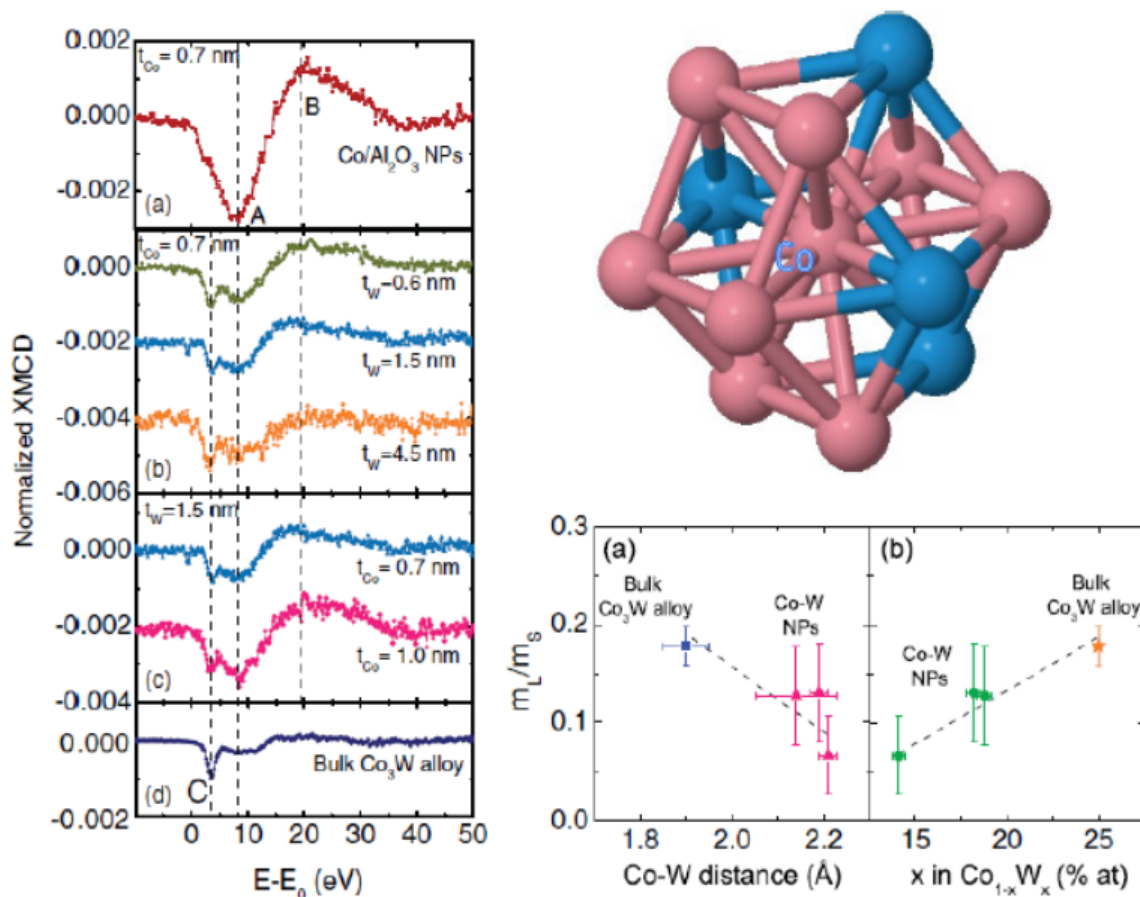 Normalized XMCD
0.002
0.000
-0.002
t_Co = 0.7 nm
A
B
Co/Al₂O₃ NPs
(a)
t_Co = 0.7 nm
0.000
-0.002
-0.004
-0.006
t_W=0.6 nm
t_W=1.5 nm
t_W=4.5 nm
(b)
t_W=1.5 nm
0.000
-0.002
-0.004
t_Co = 0.7 nm
t_Co = 1.0 nm
(c)
0.000
-0.002
C
Bulk Co₃W alloy
(d)
0 10 20 30 40 50
E-E₀ (eV)
Co
m_L/m_S
0.3
0.2
0.1
0.0
(a)
Bulk
Co₃W alloy
Co-W
NPs
1.8 2.0 2.2
Co-W distance (Å)
(b)
Bulk
Co₃W alloy
Co-W
NPs
15 20 25
x in Co₁₋ₓWₓ (% at)